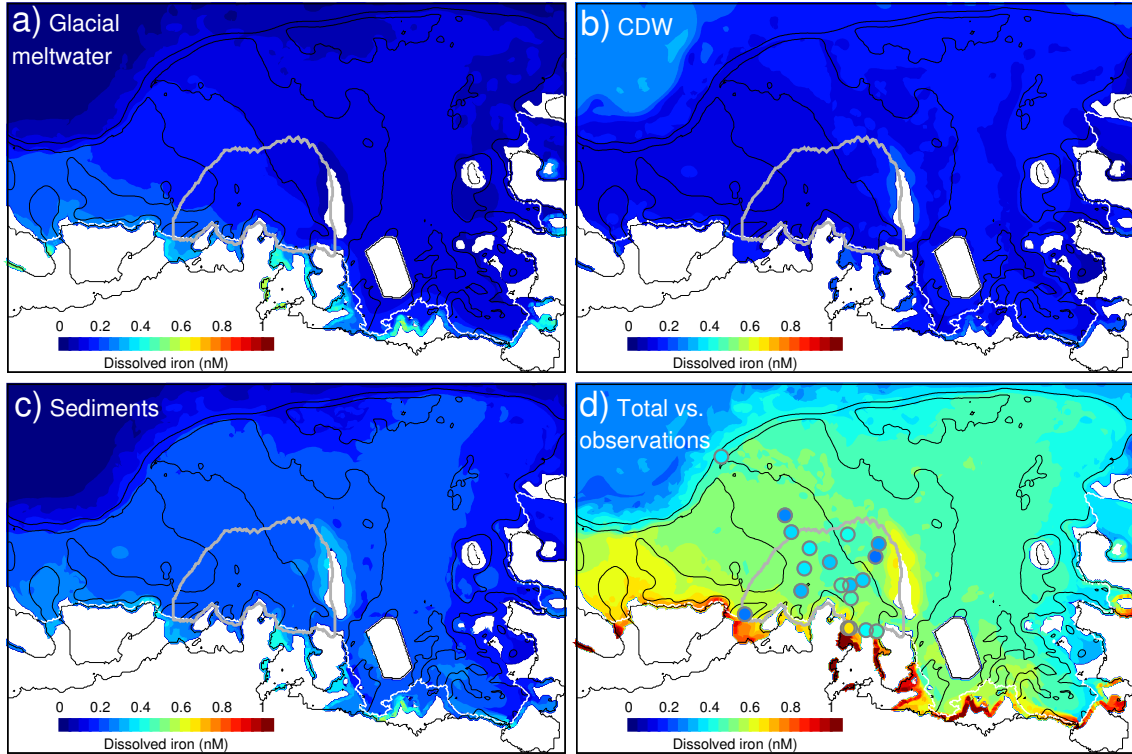 a) Glacial
meltwater
0 0.2 0.4 0.6 0.8 1
Dissolved iron (nM)
b) CDW
0 0.2 0.4 0.6 0.8 1
Dissolved iron (nM)
c) Sediments
0 0.2 0.4 0.6 0.8 1
Dissolved iron (nM)
d) Total vs.
observations
0 0.2 0.4 0.6 0.8 1
Dissolved iron (nM)